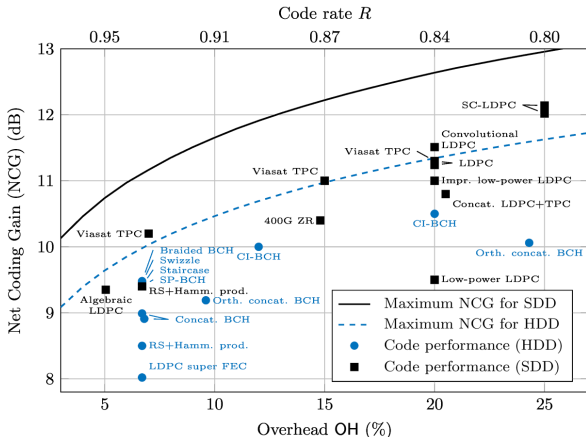 Code rate R
0.95 0.91 0.87 0.84 0.80
13
12
11
10
9
8
Net Coding Gain (NCG) (dB)
SC-LDPC
Convolutional
LDPC
Viasat TPC
LDPC
Viasat TPC
Impr. low-power LDPC
Concat. LDPC+TPC
400G ZR
CI-BCH
Viasat TPC
Braided BCH
Swizzle
Staircase
SP-BCH
CI-BCH
Orth. concat. BCH
Low-power LDPC
Algebraic
LDPC
RS+Hamm. prod.
Orth. concat. BCH
Concat. BCH
RS+Hamm. prod.
LDPC super FEC
Maximum NCG for SDD
Maximum NCG for HDD
Code performance (HDD)
Code performance (SDD)
5 10 15 20 25
Overhead OH (%)